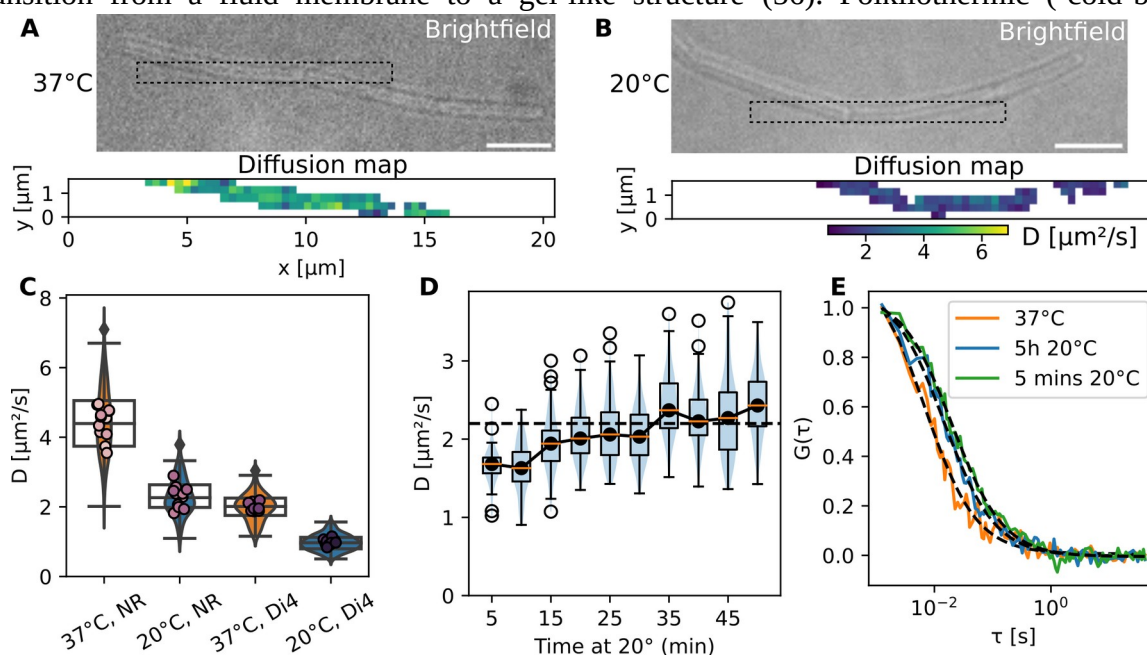 ransition from a fluid membrane to a gel-like structure (36). Poikilothermic ("cold-b
A
Brightfield
37°C
B
Brightfield
20°C
Diffusion map
y [µm]
1
0
0 5 10 15 20
x [µm]
Diffusion map
y [µm]
1
0
D [µm²/s]
2 4 6
C
D [µm²/s]
8
6
4
2
0
37°C, NR
20°C, NR
37°C, Di4
20°C, Di4
D
D [µm²/s]
3
2
1
0
5 15 25 35 45
Time at 20° (min)
E
G(τ)
1.0
0.8
0.6
0.4
0.2
0.0
37°C
5h 20°C
5 mins 20°C
10⁻² 10⁰
τ [s]